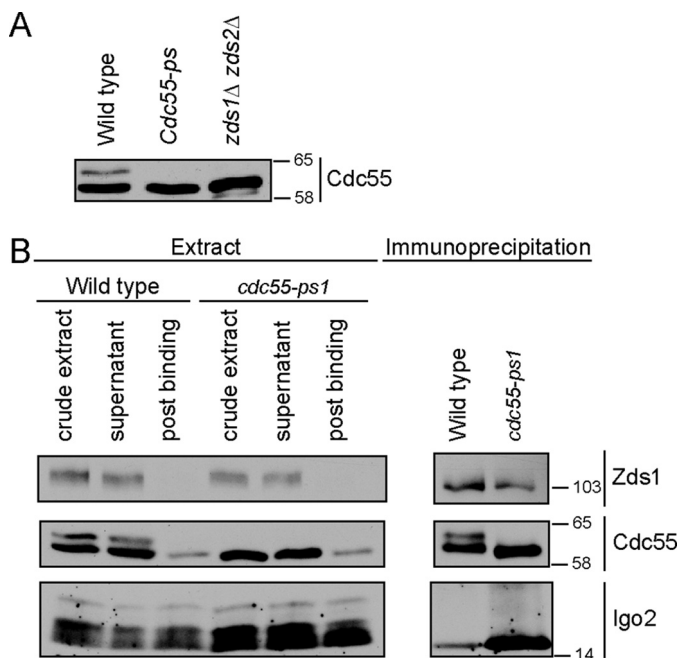 A
Wild type
Cdc55-ps
zds1Δ zds2Δ
65
58
Cdc55
B
Extract
Immunoprecipitation
Wild type
cdc55-ps1
crude extract
supernatant
post binding
crude extract
supernatant
post binding
Wild type
cdc55-ps1
103
Zds1
65
58
Cdc55
14
Igo2